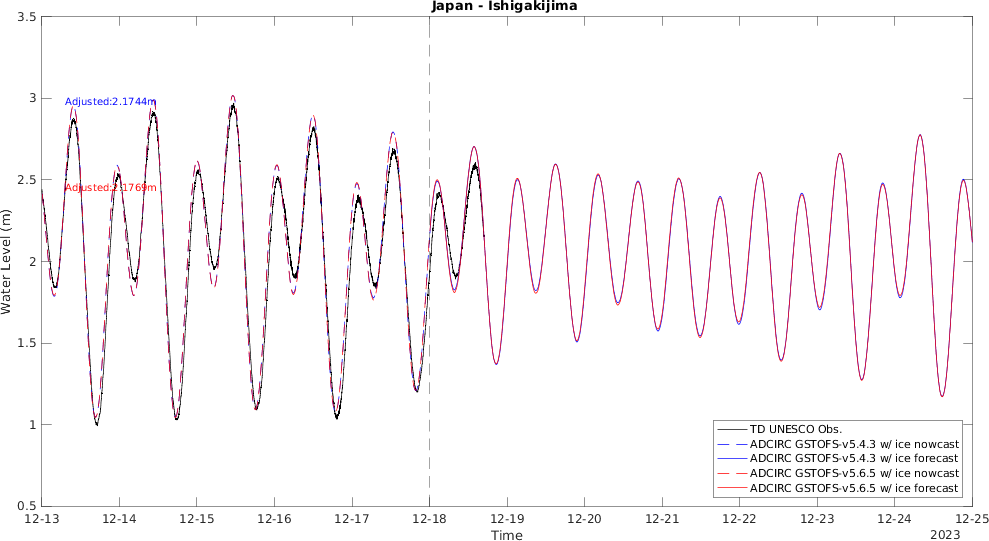 Japan - Ishigakijima
3.5
3
2.5
2
1.5
1
0.5
Water Level (m)
Adjusted:2.1744m
Adjusted:2.1769m
TD UNESCO Obs.
ADCIRC GSTOFS-v5.4.3 w/ ice nowcast
ADCIRC GSTOFS-v5.4.3 w/ ice forecast
ADCIRC GSTOFS-v5.6.5 w/ ice nowcast
ADCIRC GSTOFS-v5.6.5 w/ ice forecast
12-13 12-14 12-15 12-16 12-17 12-18 12-19 12-20 12-21 12-22 12-23 12-24 12-25
Time
2023